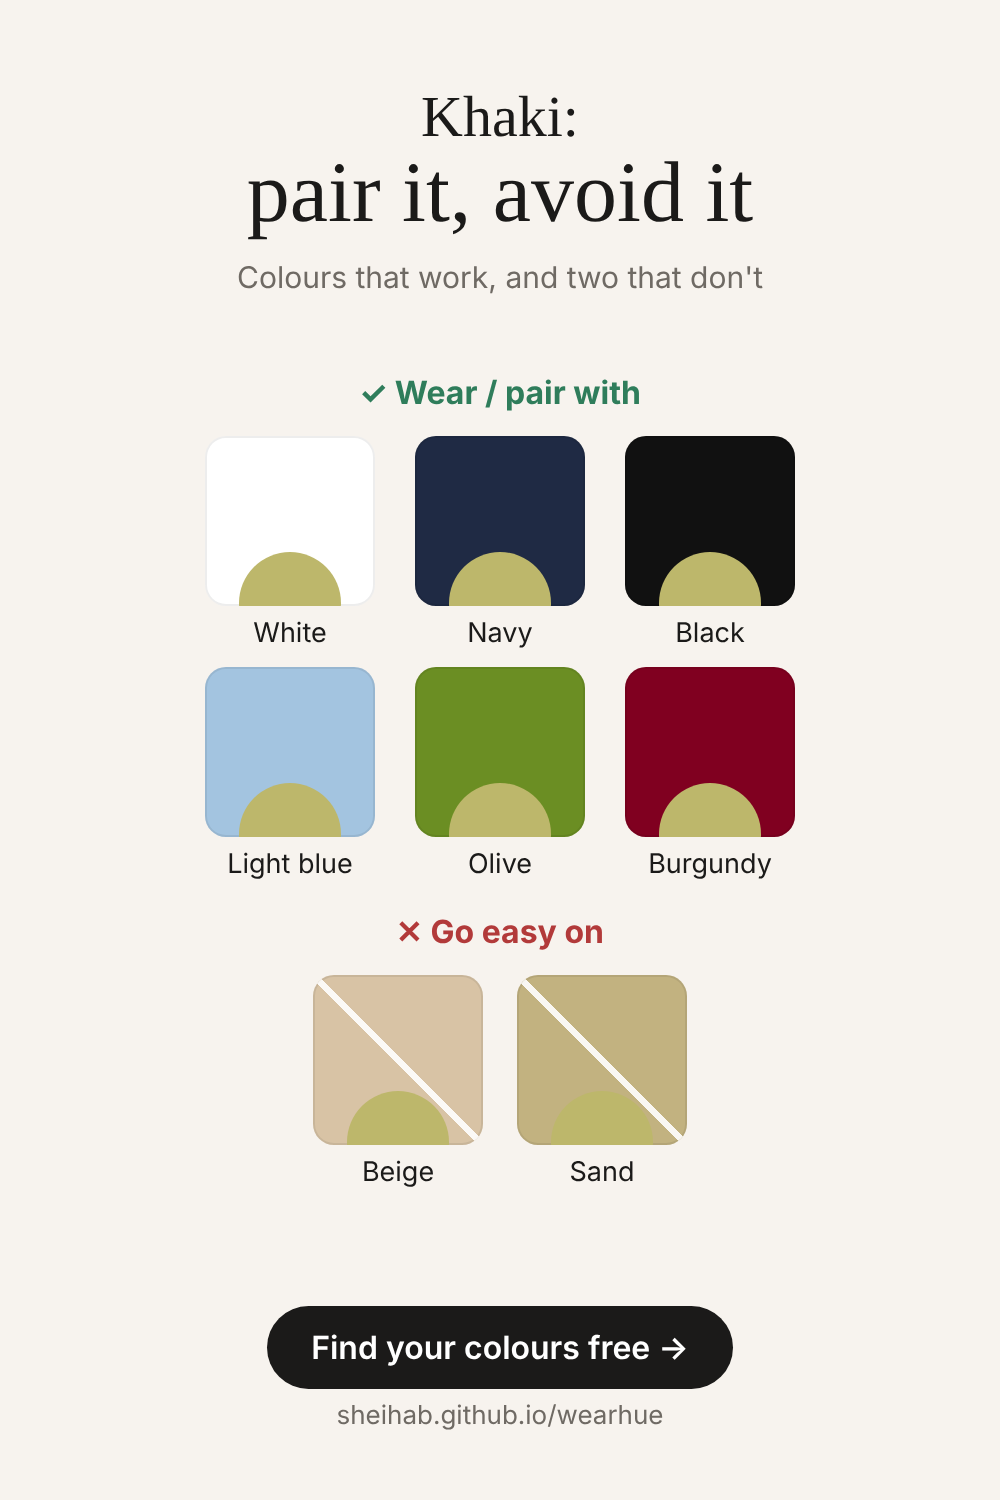 Khaki:
pair it, avoid it
Colours that work, and two that don't
✓ Wear / pair with
White
Navy
Black
Light blue
Olive
Burgundy
✕ Go easy on
Beige
Sand
Find your colours free →
sheihab.github.io/wearhue